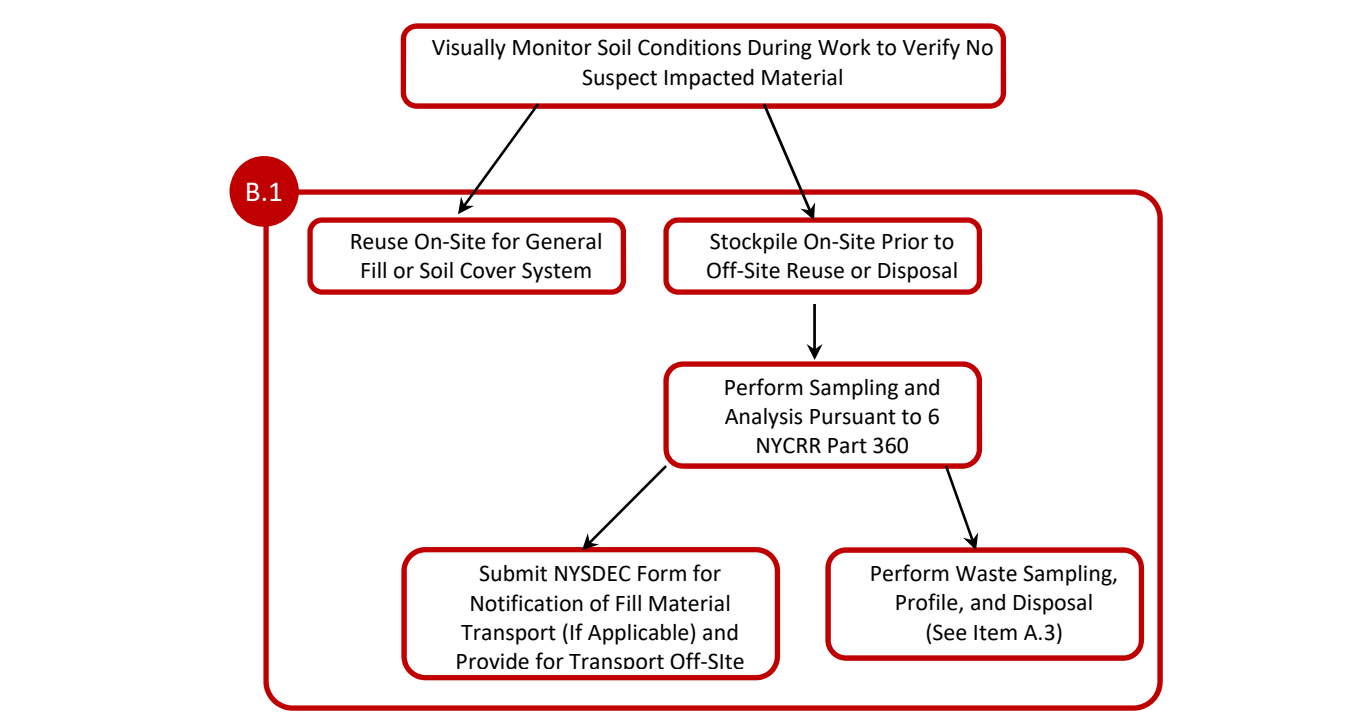 Visually Monitor Soil Conditions During Work to Verify No
Suspect Impacted Material
B.1
Reuse On-Site for General
Fill or Soil Cover System
Stockpile On-Site Prior to
Off-Site Reuse or Disposal
Perform Sampling and
Analysis Pursuant to 6
NYCRR Part 360
Submit NYSDEC Form for
Notification of Fill Material
Transport (If Applicable) and
Provide for Transport Off-SIte
Perform Waste Sampling,
Profile, and Disposal
(See Item A.3)